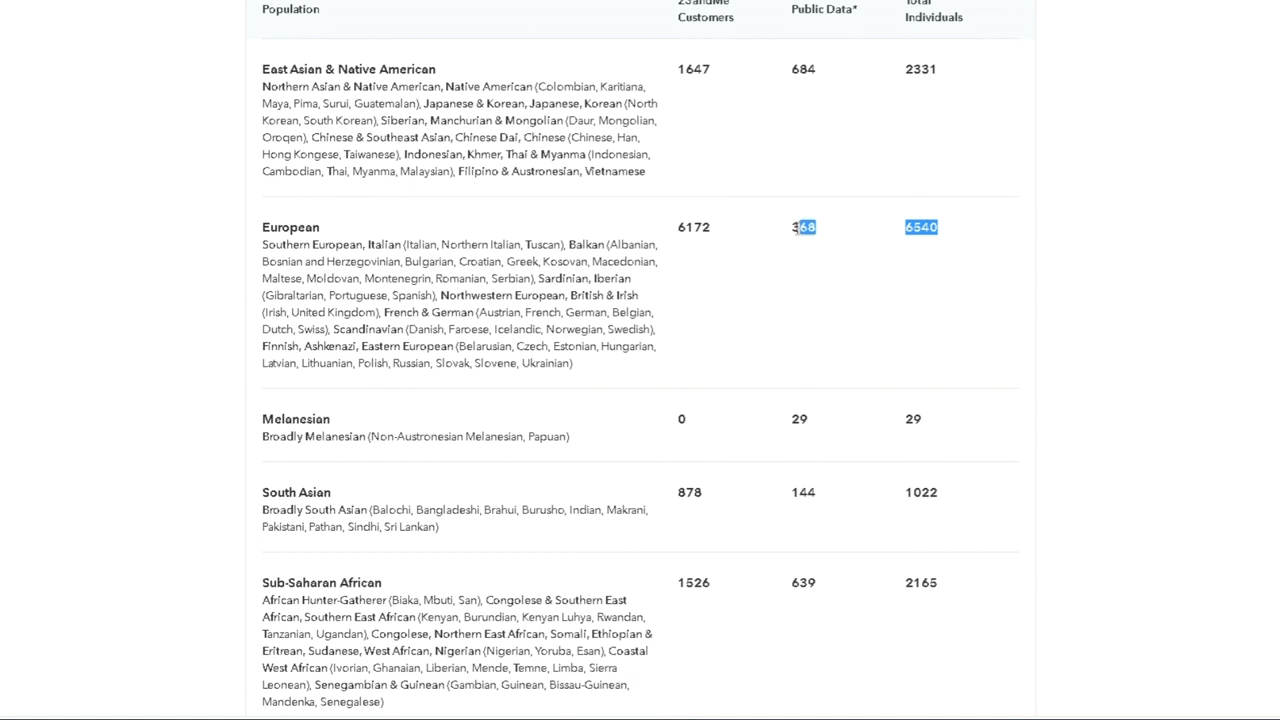 Population
23andMe
Customers
Public Data*
Total
Individuals
East Asian & Native American
1647
684
2331
Northern Asian & Native American, Native American (Colombian, Karitiana,
Maya, Pima, Surui, Guatemalan), Japanese & Korean, Japanese, Korean (North
Korean, South Korean), Siberian, Manchurian & Mongolian (Daur, Mongolian,
Oroqen), Chinese & Southeast Asian, Chinese Dai, Chinese (Chinese, Han,
Hong Kongese, Taiwanese), Indonesian, Khmer, Thai & Myanma (Indonesian,
Cambodian, Thai, Myanma, Malaysian), Filipino & Austronesian, Vietnamese
European
6172
368
6540
Southern European, Italian (Italian, Northern Italian, Tuscan), Balkan (Albanian,
Bosnian and Herzegovinian, Bulgarian, Croatian, Greek, Kosovan, Macedonian,
Maltese, Moldovan, Montenegrin, Romanian, Serbian), Sardinian, Iberian
(Gibraltarian, Portuguese, Spanish), Northwestern European, British & Irish
(Irish, United Kingdom), French & German (Austrian, French, German, Belgian,
Dutch, Swiss), Scandinavian (Danish, Faroese, Icelandic, Norwegian, Swedish),
Finnish, Ashkenazi, Eastern European (Belarusian, Czech, Estonian, Hungarian,
Latvian, Lithuanian, Polish, Russian, Slovak, Slovene, Ukrainian)
Melanesian
0
29
29
Broadly Melanesian (Non-Austronesian Melanesian, Papuan)
South Asian
878
144
1022
Broadly South Asian (Balochi, Bangladeshi, Brahui, Burusho, Indian, Makrani,
Pakistani, Pathan, Sindhi, Sri Lankan)
Sub-Saharan African
1526
639
2165
African Hunter-Gatherer (Biaka, Mbuti, San), Congolese & Southern East
African, Southern East African (Kenyan, Burundian, Kenyan Luhya, Rwandan,
Tanzanian, Ugandan), Congolese, Northern East African, Somali, Ethiopian &
Eritrean, Sudanese, West African, Nigerian (Nigerian, Yoruba, Esan), Coastal
West African (Ivorian, Ghanaian, Liberian, Mende, Temne, Limba, Sierra
Leonean), Senegambian & Guinean (Gambian, Guinean, Bissau-Guinean,
Mandenka, Senegalese)